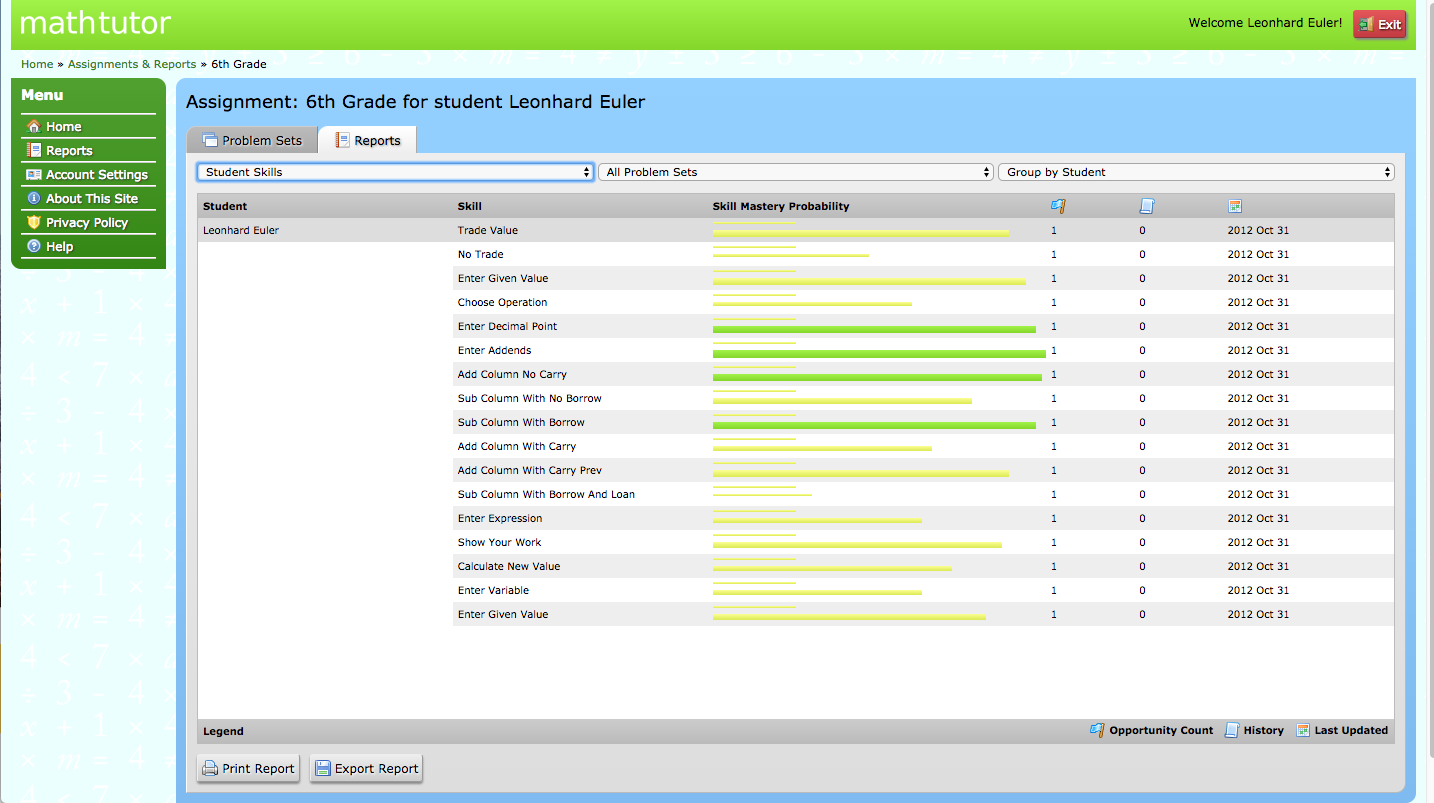 mathtutor
Welcome Leonhard Euler!
Exit
Home » Assignments & Reports » 6th Grade
Menu
Home
Reports
Account Settings
About This Site
Privacy Policy
Help
Assignment: 6th Grade for student Leonhard Euler
Problem Sets
Reports
Student Skills
All Problem Sets
Group by Student
Student Skill Skill Mastery Probability
Leonhard Euler Trade Value 1 0 2012 Oct 31
No Trade 1 0 2012 Oct 31
Enter Given Value 1 0 2012 Oct 31
Choose Operation 1 0 2012 Oct 31
Enter Decimal Point 1 0 2012 Oct 31
Enter Addends 1 0 2012 Oct 31
Add Column No Carry 1 0 2012 Oct 31
Sub Column With No Borrow 1 0 2012 Oct 31
Sub Column With Borrow 1 0 2012 Oct 31
Add Column With Carry 1 0 2012 Oct 31
Add Column With Carry Prev 1 0 2012 Oct 31
Sub Column With Borrow And Loan 1 0 2012 Oct 31
Enter Expression 1 0 2012 Oct 31
Show Your Work 1 0 2012 Oct 31
Calculate New Value 1 0 2012 Oct 31
Enter Variable 1 0 2012 Oct 31
Enter Given Value 1 0 2012 Oct 31
Legend Opportunity Count History Last Updated
Print Report
Export Report